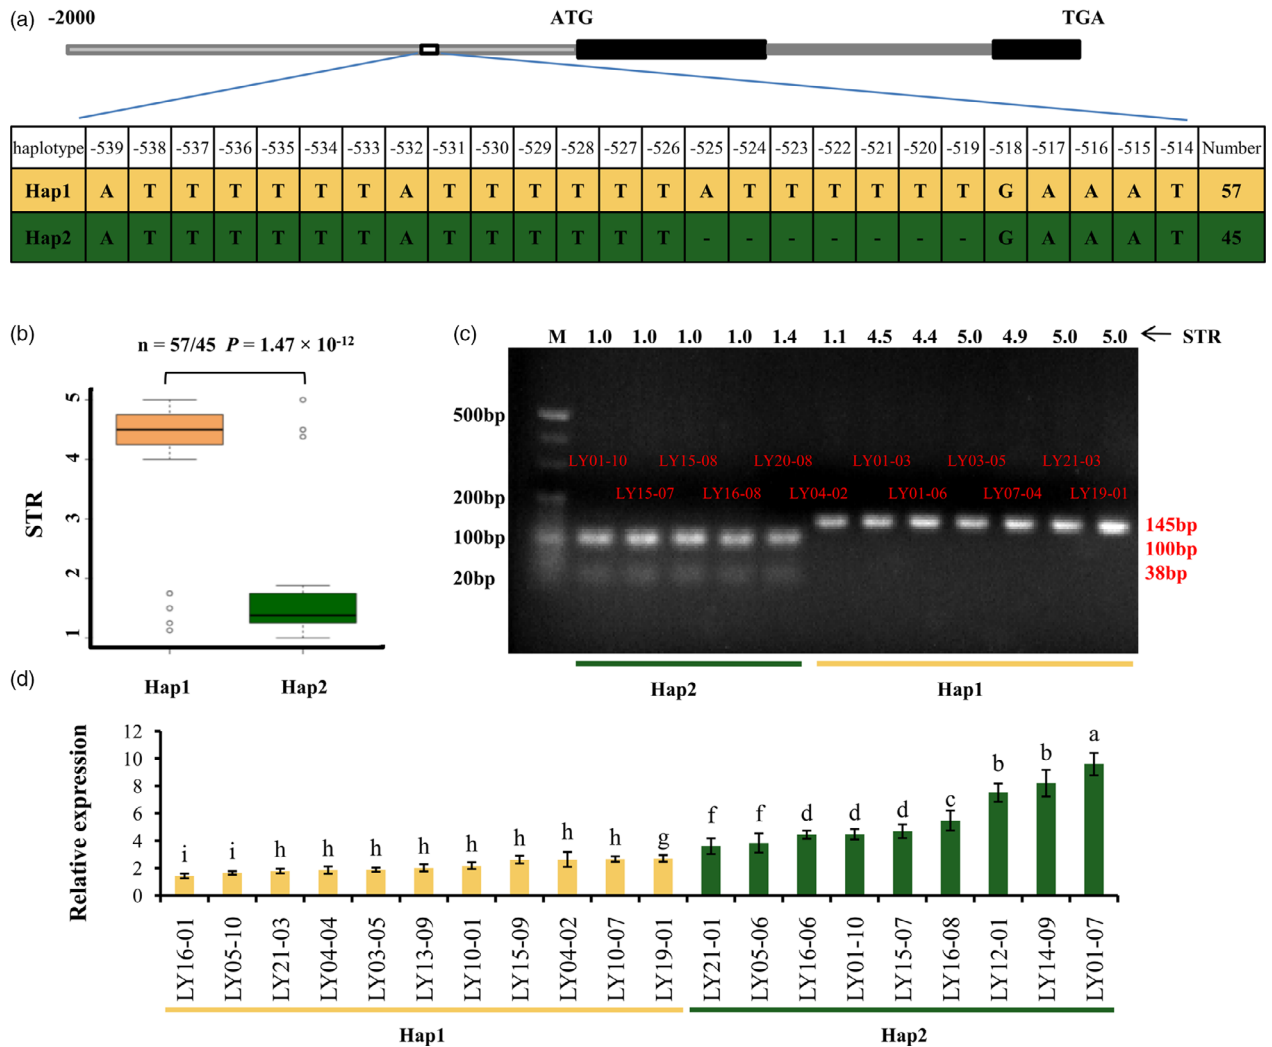 (a)
-2000 ATG TGA
haplotype -539 -538 -537 -536 -535 -534 -533 -532 -531 -530 -529 -528 -527 -526 -525 -524 -523 -522 -521 -520 -519 -518 -517 -516 -515 -514 Number
Hap1 A T T T T T T A T T T T T T A T T T T T T G A A A T 57
Hap2 A T T T T T T A T T T T T T - - - - - - - G A A A T 45
(b)
n = 57/45 P = 1.47 × 10-12
STR
5
4
3
2
1
Hap1 Hap2
(c)
M 1.0 1.0 1.0 1.0 1.4 1.1 4.5 4.4 5.0 4.9 5.0 5.0 ← STR
500bp
200bp
100bp
20bp
LY01-10 LY15-08 LY20-08 LY01-03 LY03-05 LY21-03
LY15-07 LY16-08 LY04-02 LY01-06 LY07-04 LY19-01
145bp
100bp
38bp
Hap2 Hap1
(d)
Relative expression
12
10
8
6
4
2
0
i i h h h h h h h h g f f d d d c b b a
LY16-01 LY05-10 LY21-03 LY04-04 LY03-05 LY13-09 LY10-01 LY15-09 LY04-02 LY10-07 LY19-01 LY21-01 LY05-06 LY16-06 LY01-10 LY15-07 LY16-08 LY12-01 LY14-09 LY01-07
Hap1 Hap2